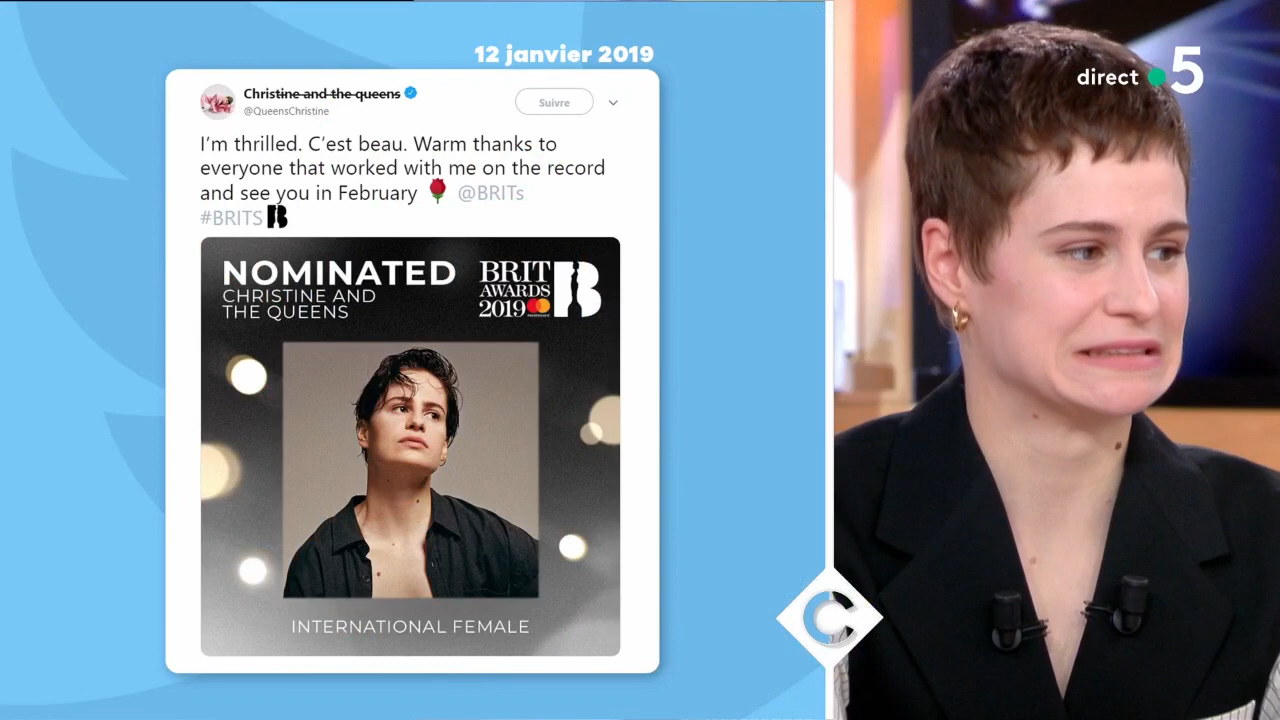 12 janvier 2019
direct 5
Christine and the queens
@QueensChristine
Suivre
I'm thrilled. C'est beau. Warm thanks to
everyone that worked with me on the record
and see you in February 🌹 @BRITs
#BRITS B
NOMINATED
CHRISTINE AND
THE QUEENS
BRIT
AWARDS
2019
B
INTERNATIONAL FEMALE
C